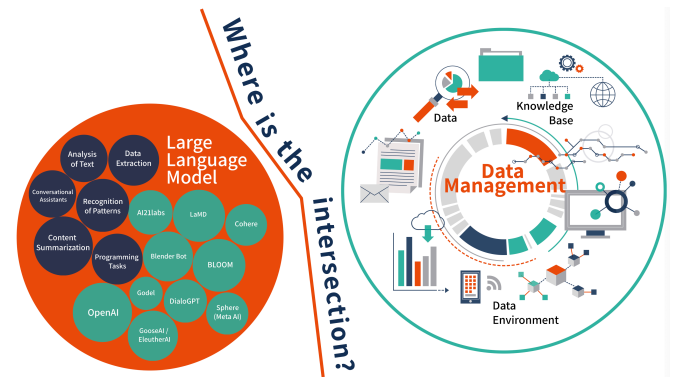 Where is the intersection?
Large
Language
Model
Analysis
of Text
Data
Extraction
Conversational
Assistants
Recognition
of Patterns
Content
Summarization
Programming
Tasks
AI21labs
LaMD
Cohere
Blender Bot
BLOOM
Godel
DialoGPT
OpenAI
Sphere
(Meta AI)
GooseAI /
EleutherAI
Data
Knowledge
Base
Data
Management
Data
Environment